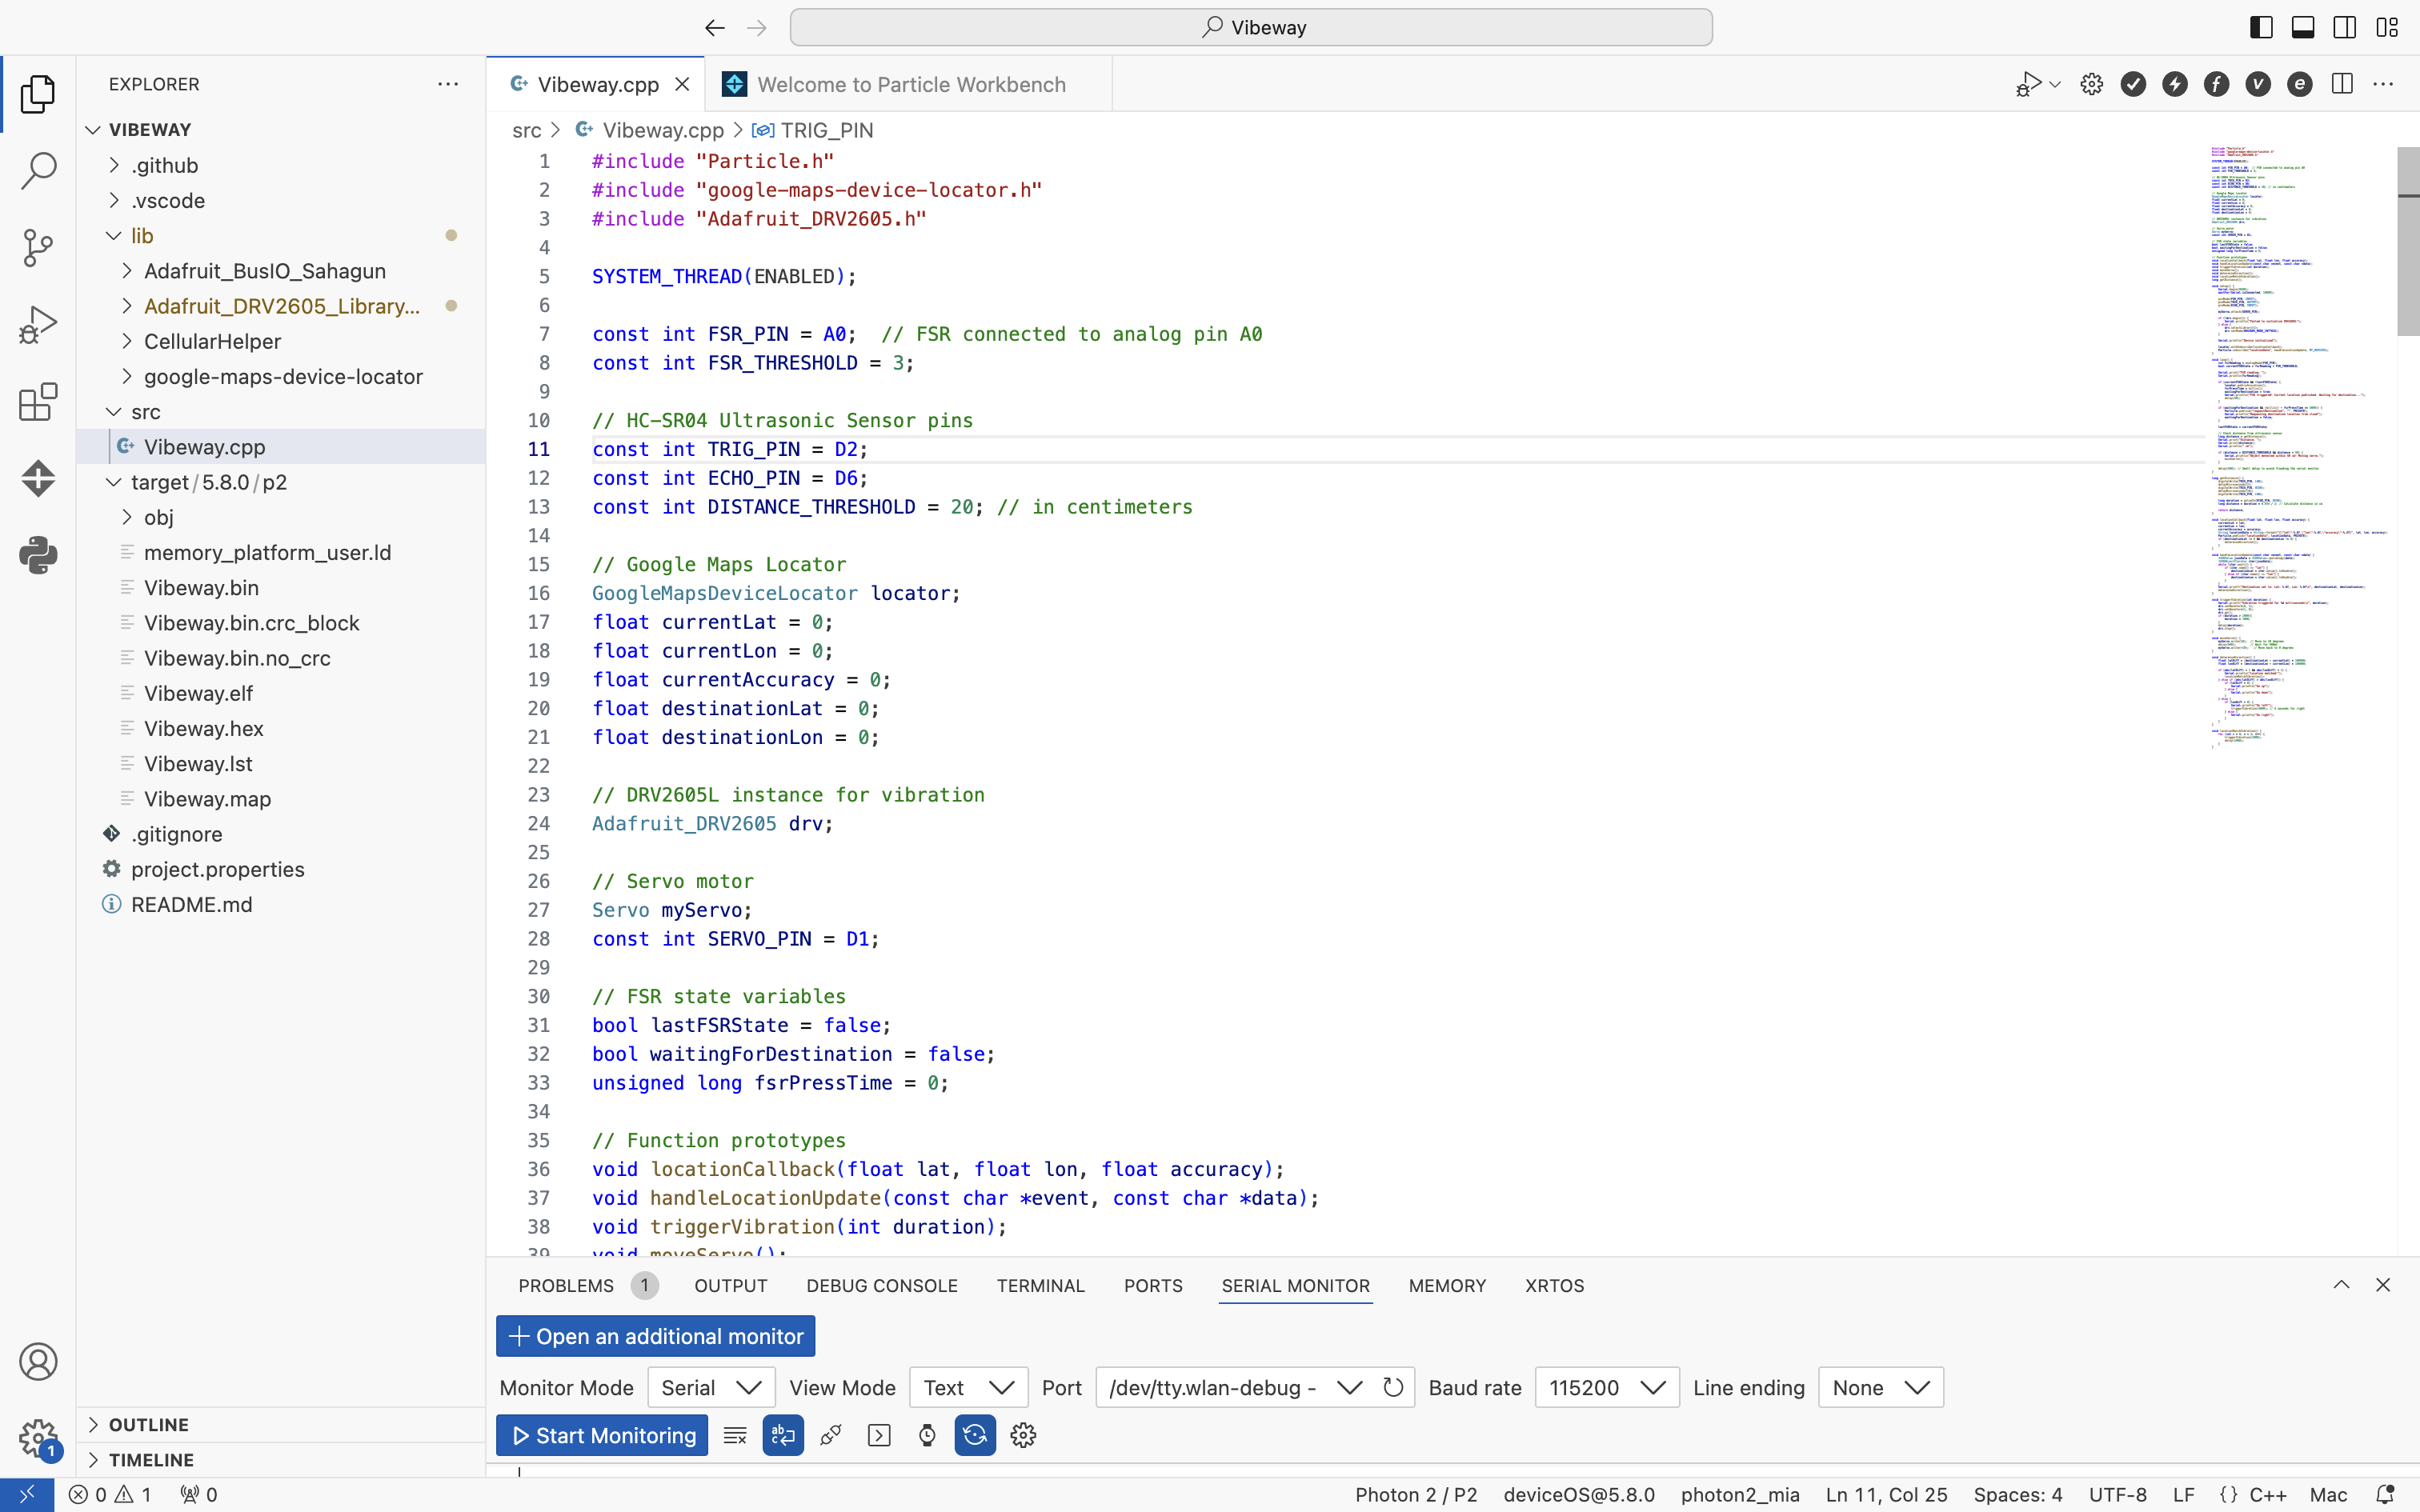 Vibeway
EXPLORER
VIBEWAY
.github
.vscode
lib
Adafruit_BusIO_Sahagun
Adafruit_DRV2605_Library...
CellularHelper
google-maps-device-locator
src
Vibeway.cpp
target/5.8.0/p2
obj
memory_platform_user.ld
Vibeway.bin
Vibeway.bin.crc_block
Vibeway.bin.no_crc
Vibeway.elf
Vibeway.hex
Vibeway.lst
Vibeway.map
.gitignore
project.properties
README.md
OUTLINE
TIMELINE
1
Vibeway.cpp
Welcome to Particle Workbench
src > Vibeway.cpp > TRIG_PIN
1 #include "Particle.h"
2 #include "google-maps-device-locator.h"
3 #include "Adafruit_DRV2605.h"
4
5 SYSTEM_THREAD(ENABLED);
6
7 const int FSR_PIN = A0;  // FSR connected to analog pin A0
8 const int FSR_THRESHOLD = 3;
9
10 // HC-SR04 Ultrasonic Sensor pins
11 const int TRIG_PIN = D2;
12 const int ECHO_PIN = D6;
13 const int DISTANCE_THRESHOLD = 20; // in centimeters
14
15 // Google Maps Locator
16 GoogleMapsDeviceLocator locator;
17 float currentLat = 0;
18 float currentLon = 0;
19 float currentAccuracy = 0;
20 float destinationLat = 0;
21 float destinationLon = 0;
22
23 // DRV2605L instance for vibration
24 Adafruit_DRV2605 drv;
25
26 // Servo motor
27 Servo myServo;
28 const int SERVO_PIN = D1;
29
30 // FSR state variables
31 bool lastFSRState = false;
32 bool waitingForDestination = false;
33 unsigned long fsrPressTime = 0;
34
35 // Function prototypes
36 void locationCallback(float lat, float lon, float accuracy);
37 void handleLocationUpdate(const char *event, const char *data);
38 void triggerVibration(int duration);
39 void moveServo();
PROBLEMS 1 OUTPUT DEBUG CONSOLE TERMINAL PORTS SERIAL MONITOR MEMORY XRTOS
Open an additional monitor
Monitor Mode Serial View Mode Text Port /dev/tty.wlan-debug - Baud rate 115200 Line ending None
Start Monitoring
0 1 0 Photon 2 / P2 deviceOS@5.8.0 photon2_mia Ln 11, Col 25 Spaces: 4 UTF-8 LF {} C++ Mac